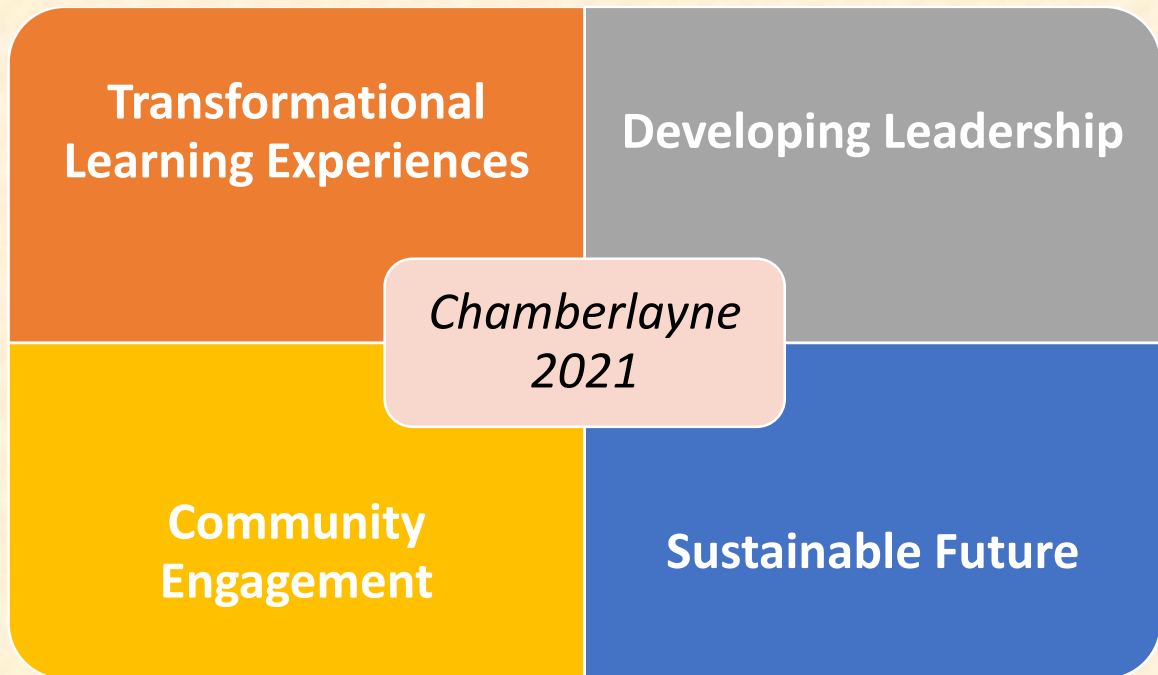 Transformational
Learning Experiences
Developing Leadership
Chamberlayne
2021
Community
Engagement
Sustainable Future